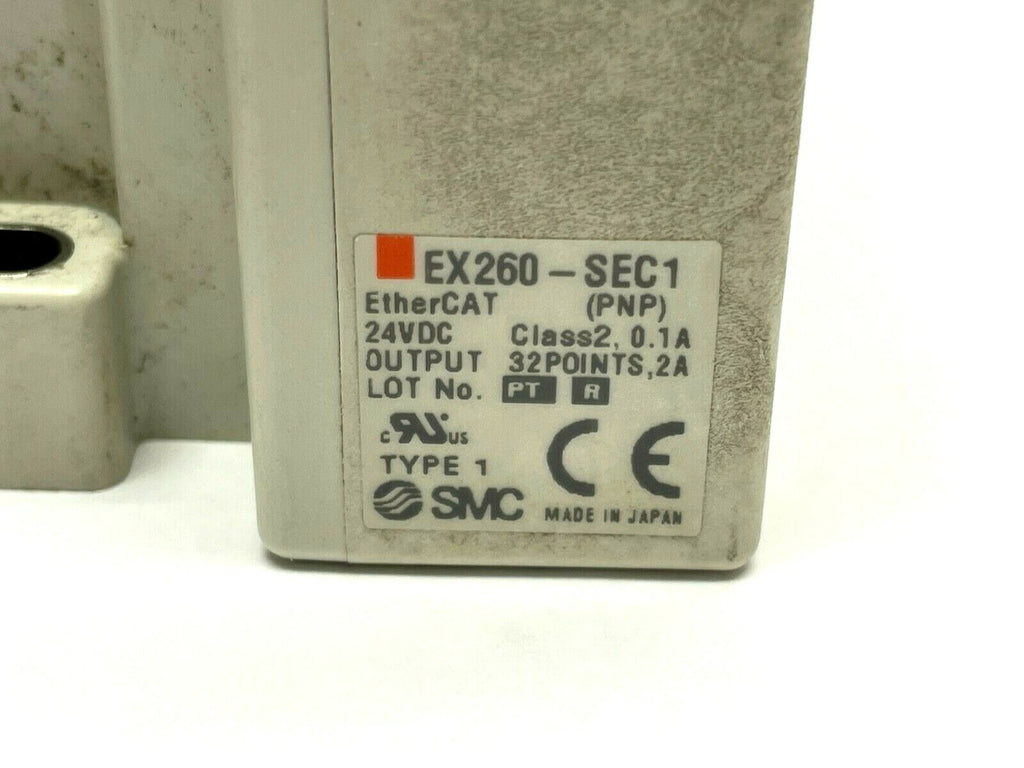 EX260-SEC1
EtherCAT (PNP)
24VDC Class2, 0.1A
OUTPUT 32POINTS,2A
LOT No. PT R
c RU US
TYPE 1
CE
SMC MADE IN JAPAN